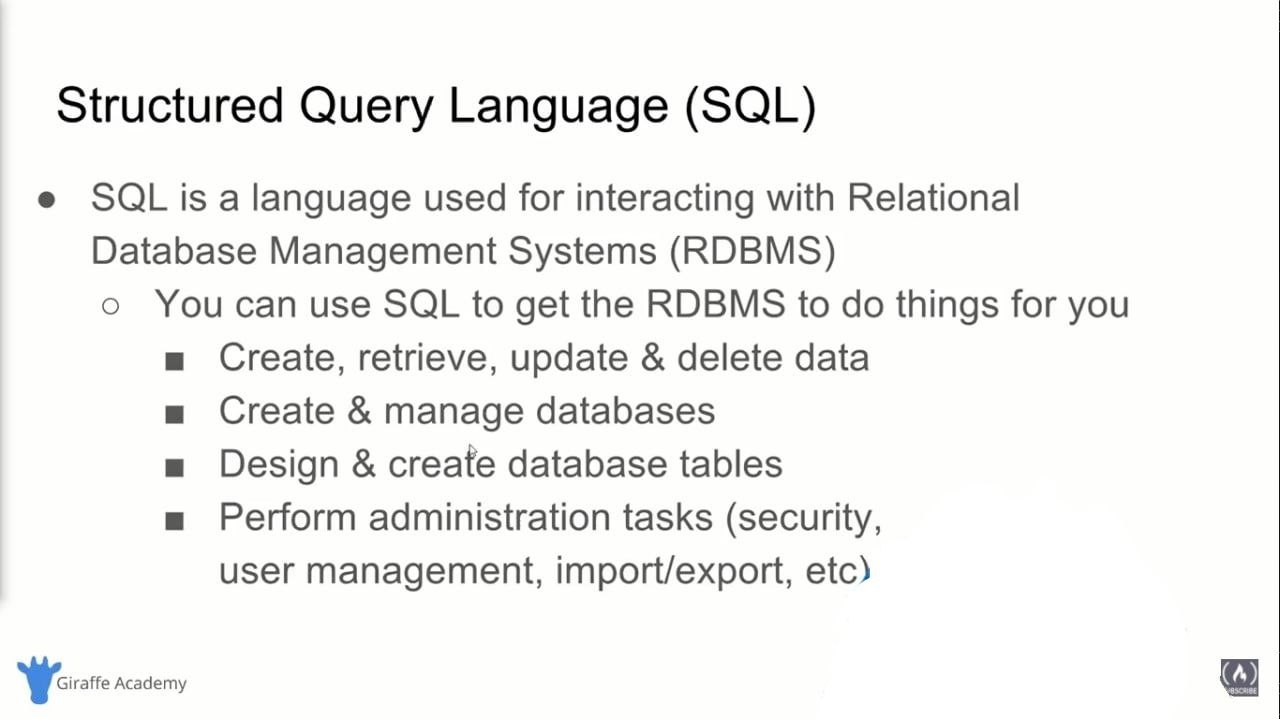 Structured Query Language (SQL)
● SQL is a language used for interacting with Relational
Database Management Systems (RDBMS)
○ You can use SQL to get the RDBMS to do things for you
■ Create, retrieve, update & delete data
■ Create & manage databases
■ Design & create database tables
■ Perform administration tasks (security,
user management, import/export, etc)
Giraffe Academy
SUBSCRIBE